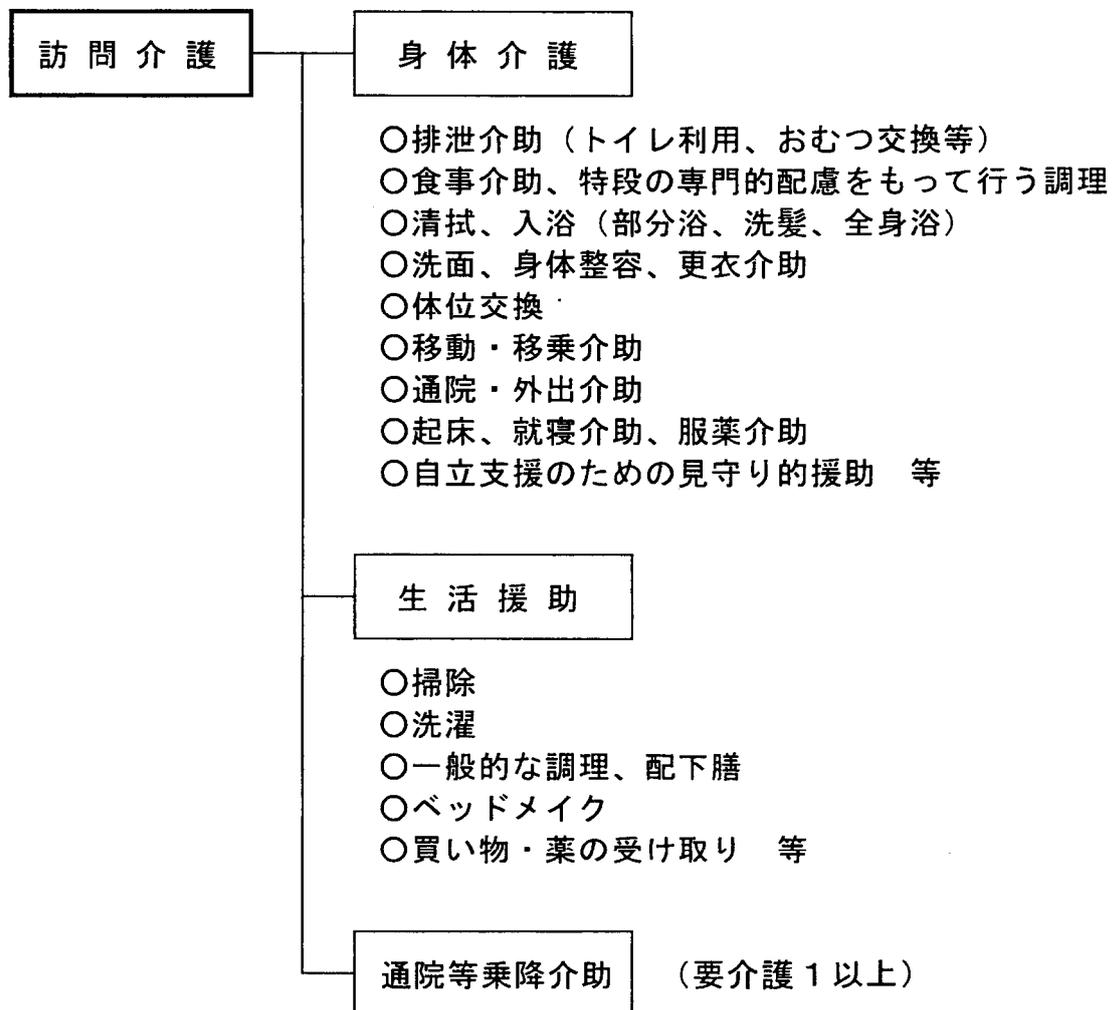 訪問介護
身体介護
○排泄介助（トイレ利用、おむつ交換等）
○食事介助、特段の専門的配慮をもって行う調理
○清拭、入浴（部分浴、洗髪、全身浴）
○洗面、身体整容、更衣介助
○体位交換
○移動・移乗介助
○通院・外出介助
○起床、就寝介助、服薬介助
○自立支援のための見守り的援助　等
生活援助
○掃除
○洗濯
○一般的な調理、配下膳
○ベッドメイク
○買い物・薬の受け取り　等
通院等乗降介助　（要介護１以上）